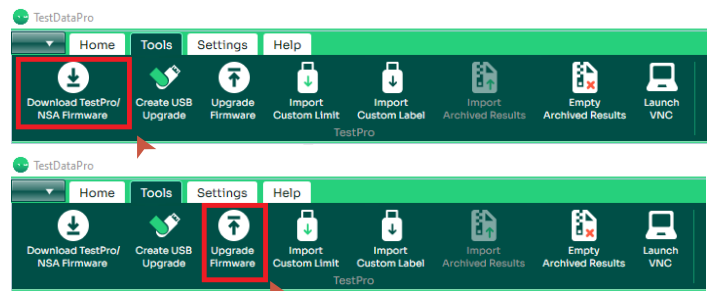 TestDataPro
Home Tools Settings Help
Download TestPro/ Create USB Upgrade Import Import Import Empty Launch
NSA Firmware Upgrade Firmware Custom Limit Custom Label Archived Results Archived Results VNC
TestPro
TestDataPro
Home Tools Settings Help
Download TestPro/ Create USB Upgrade Import Import Import Empty Launch
NSA Firmware Upgrade Firmware Custom Limit Custom Label Archived Results Archived Results VNC
TestPro